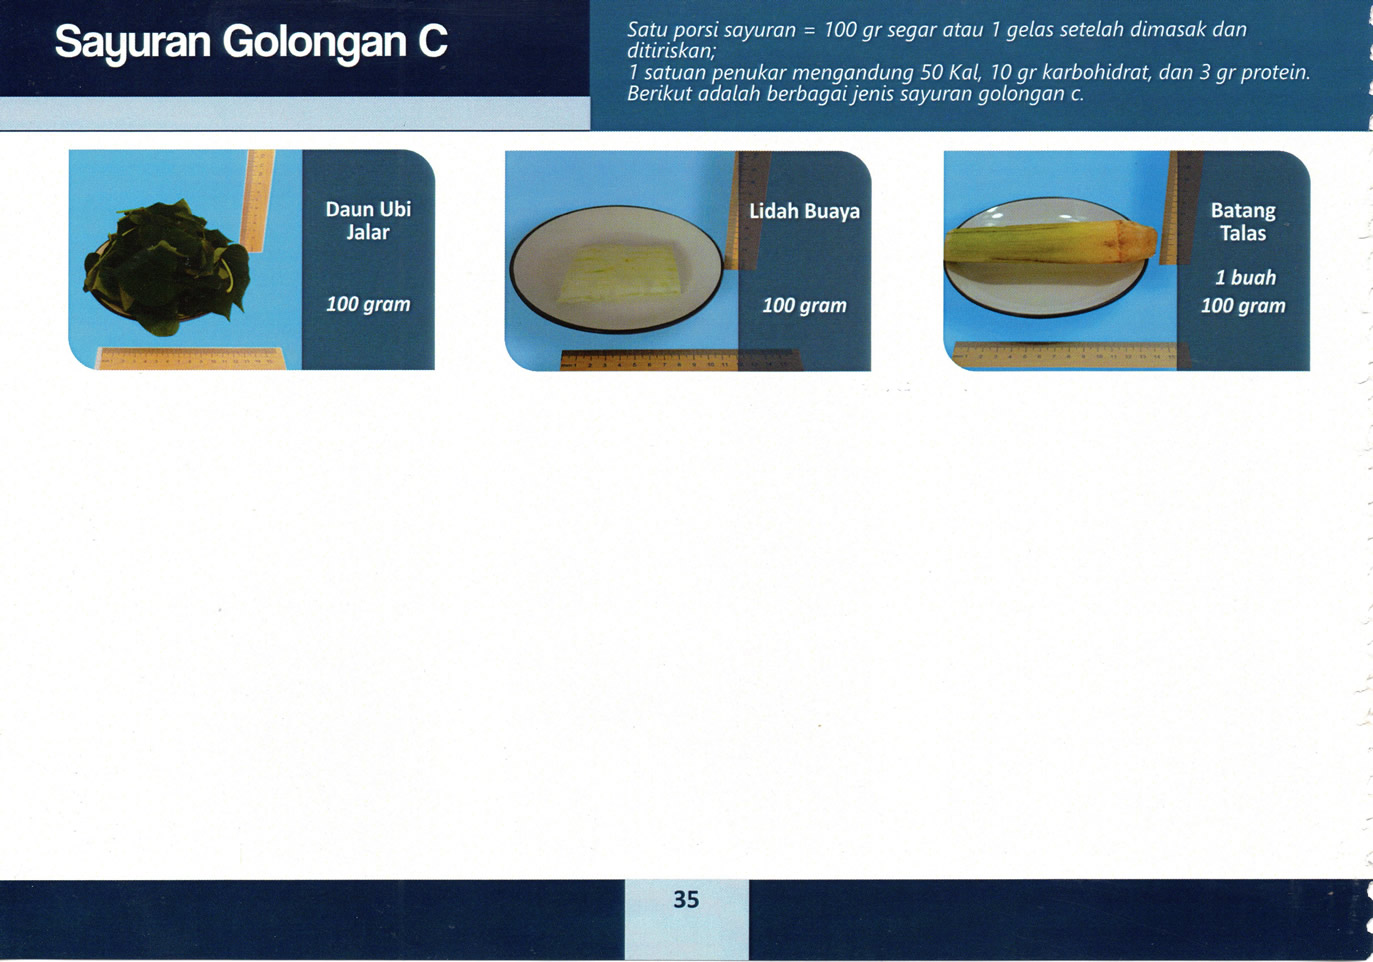 Sayuran Golongan C
Satu porsi sayuran = 100 gr segar atau 1 gelas setelah dimasak dan
ditiriskan;
1 satuan penukar mengandung 50 Kal, 10 gr karbohidrat, dan 3 gr protein.
Berikut adalah berbagai jenis sayuran golongan c.
Daun Ubi
Jalar
100 gram
Lidah Buaya
100 gram
Batang
Talas
1 buah
100 gram
35